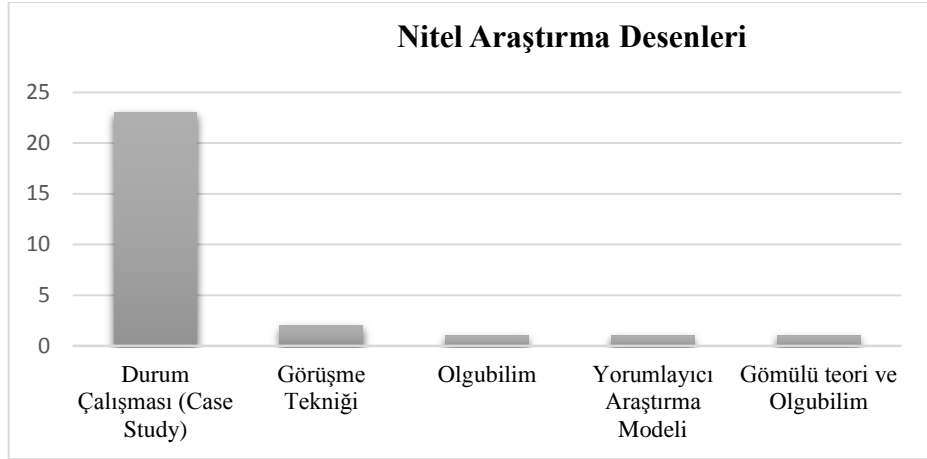 Nitel Araştırma Desenleri
25
20
15
10
5
0
Durum
Çalışması (Case
Study)
Görüşme
Tekniği
Olgubilim
Yorumlayıcı
Araştırma
Modeli
Gömülü teori ve
Olgubilim